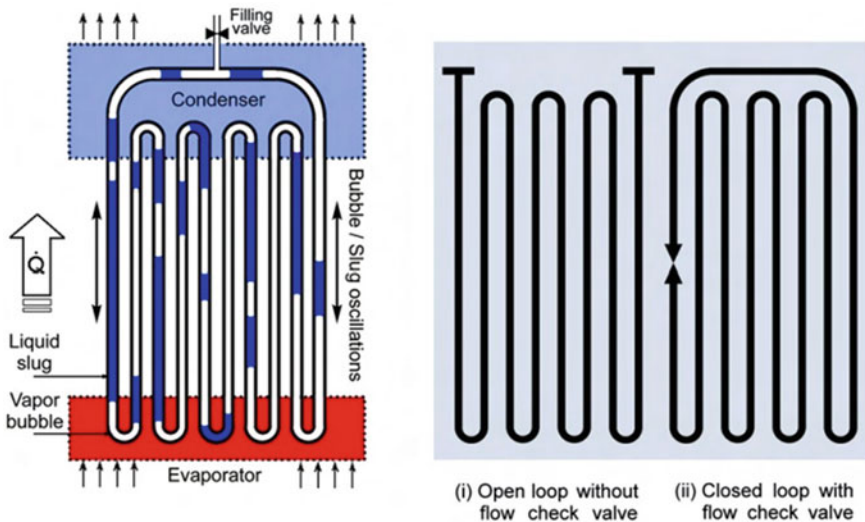 Filling
valve
Condenser
Q̇
Bubble / Slug oscillations
Liquid
slug
Vapor
bubble
Evaporator
(i) Open loop without
flow check valve
(ii) Closed loop with
flow check valve